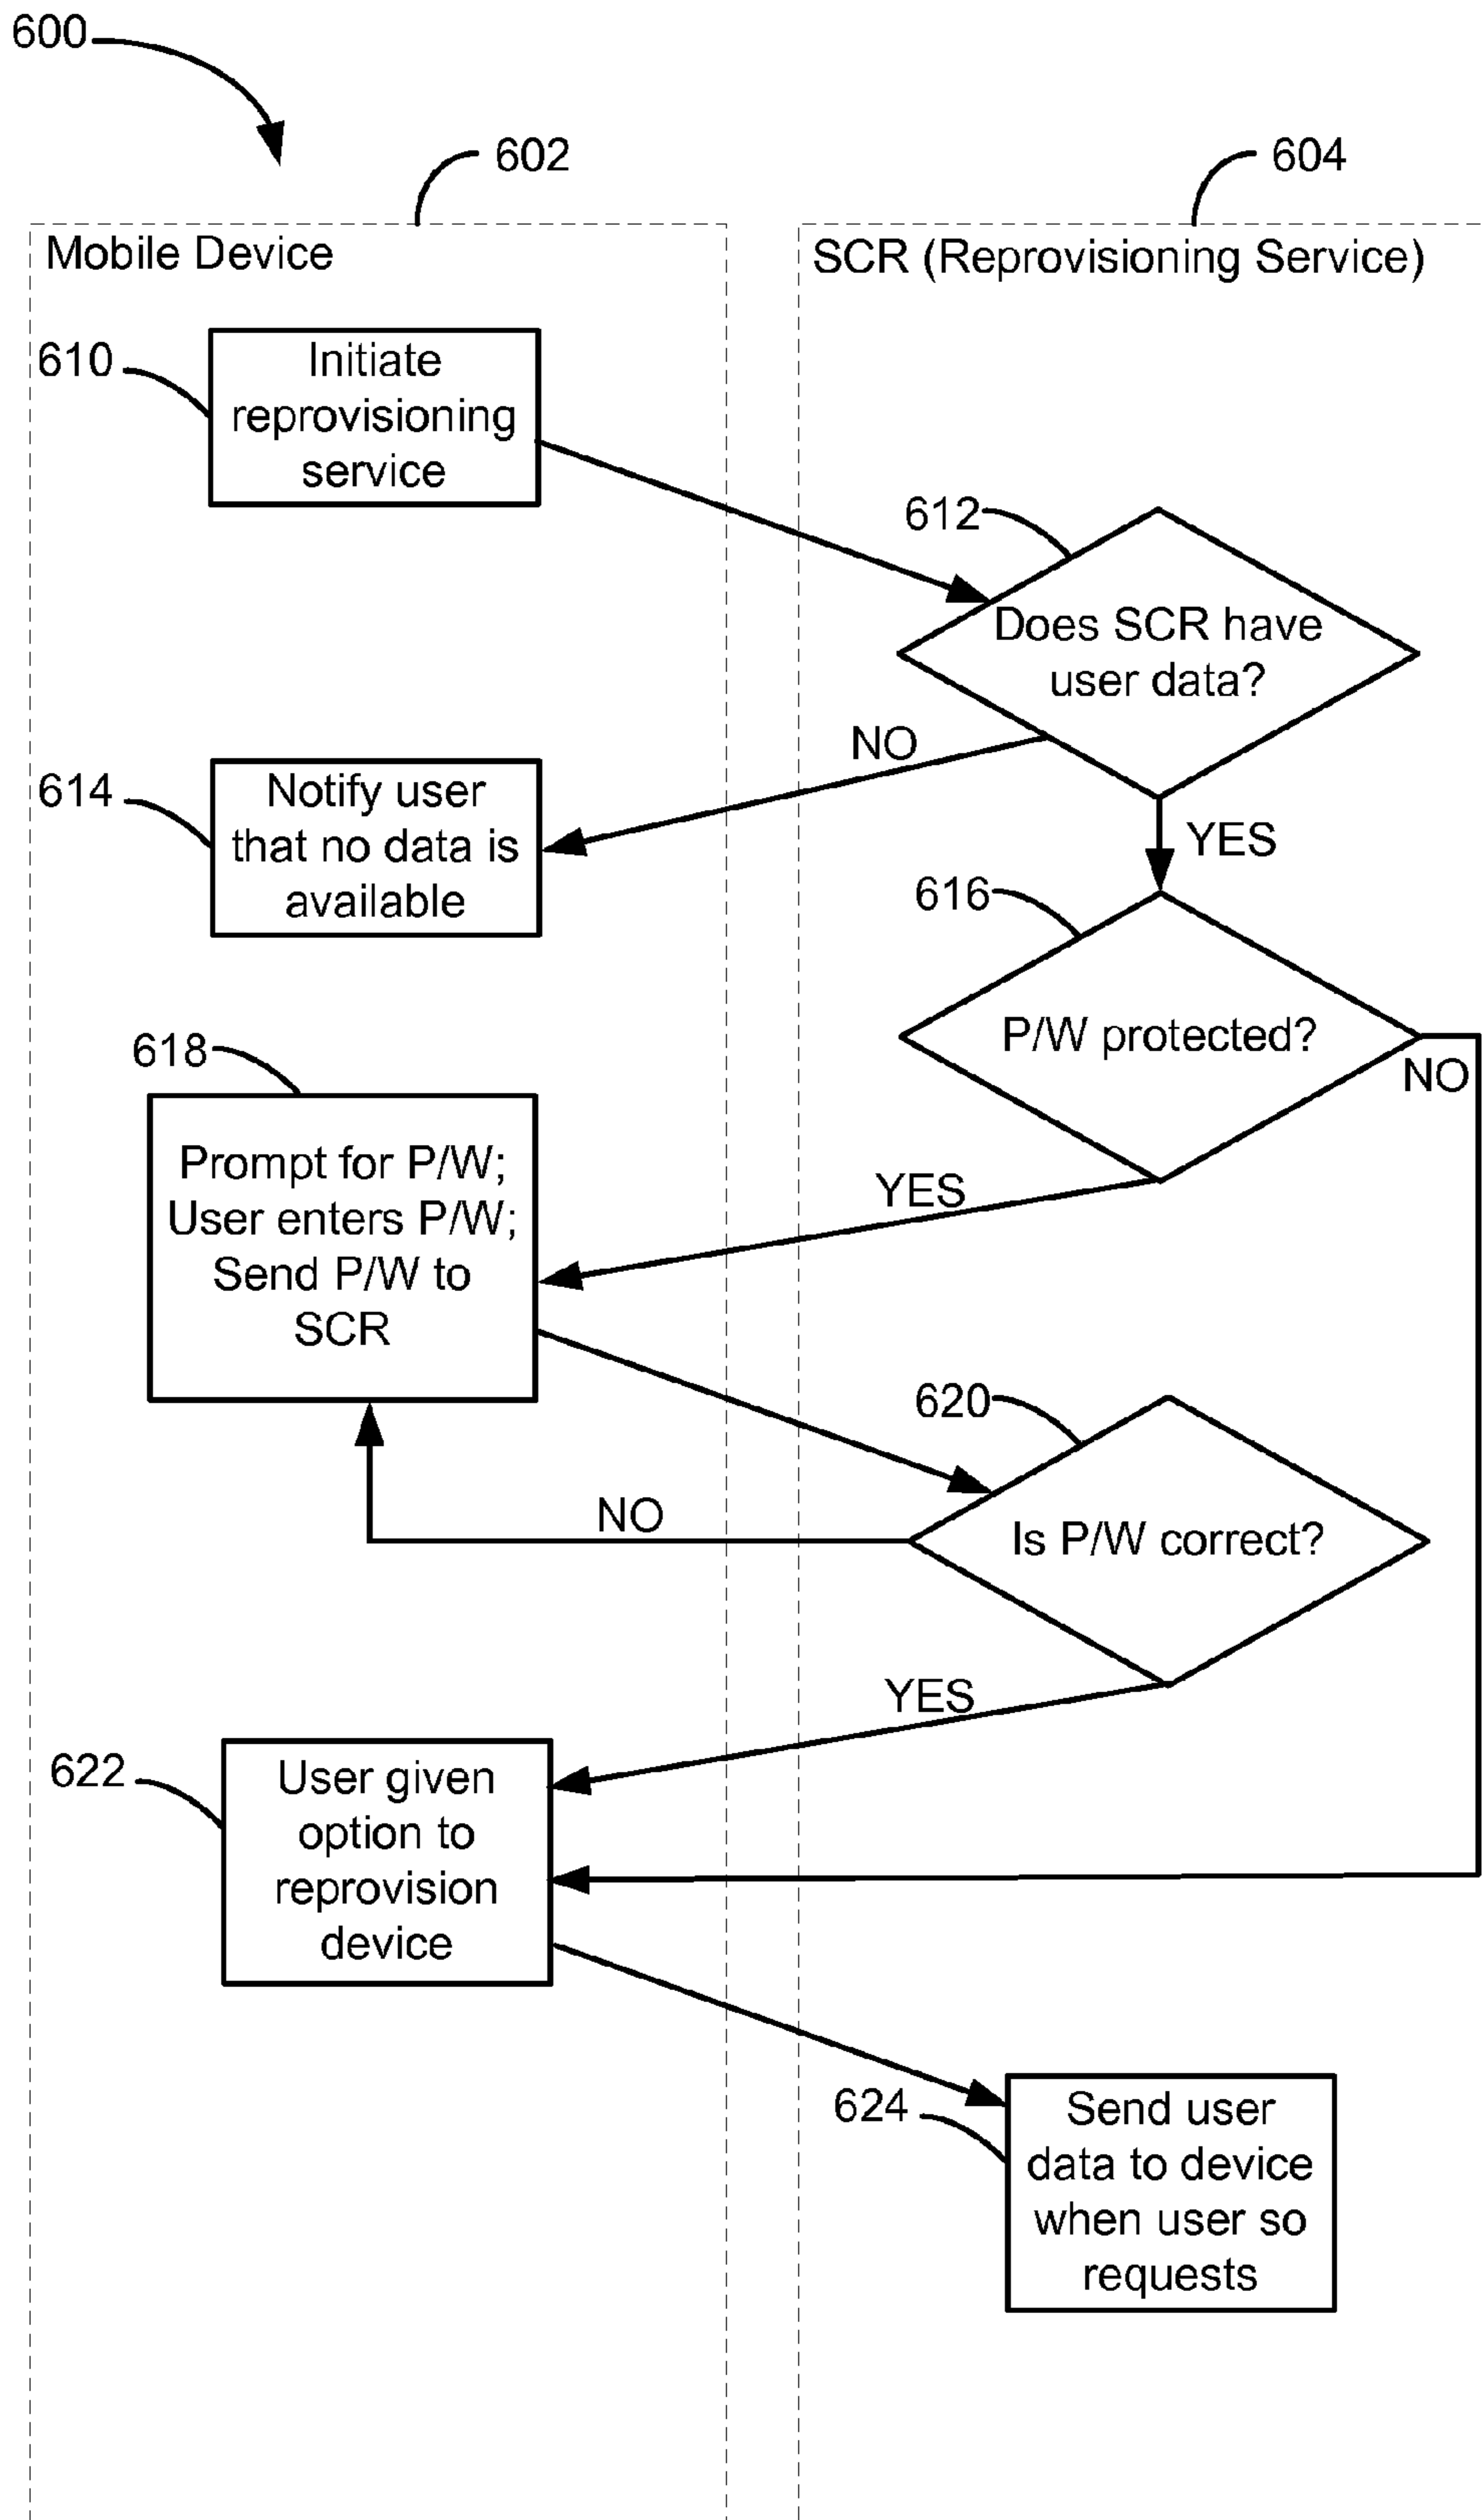 600
602
604
Mobile Device
SCR (Reprovisioning Service)
610
Initiate
reprovisioning
service
612
Does SCR have
user data?
NO
614
Notify user
that no data is
available
YES
616
P/W protected?
NO
618
Prompt for P/W;
User enters P/W;
Send P/W to
SCR
YES
620
Is P/W correct?
NO
YES
622
User given
option to
reprovision
device
624
Send user
data to device
when user so
requests